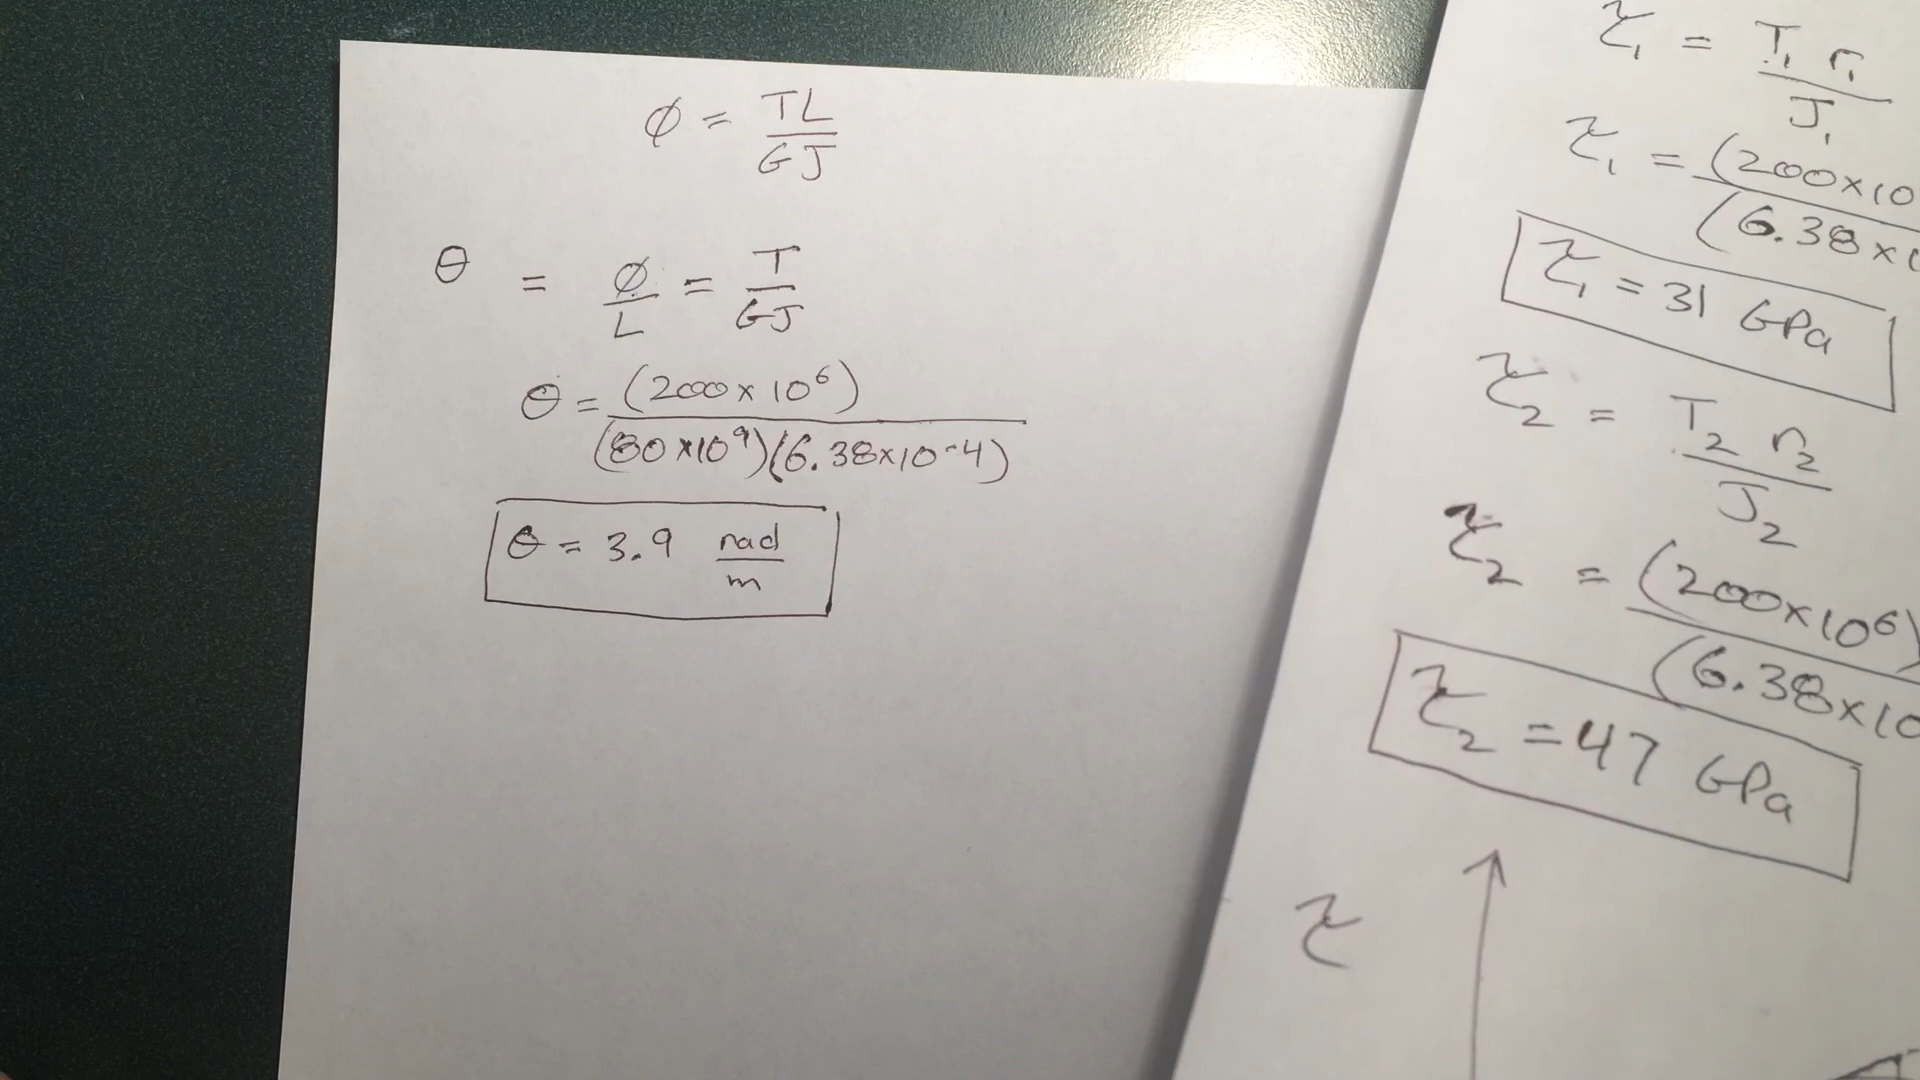 φ = TL / GJ
θ = φ / L = T / GJ
θ = (200 × 10⁶) / (80 × 10⁹)(6.38 × 10⁻⁴)
θ = 3.9 rad / m
τ₁ = T₁ r₁ / J₁
τ₁ = (200 × 10 / (6.38 ×
τ₁ = 31 GPa
τ₂ = T₂ r₂ / J₂
τ₂ = (200 × 10⁶) / (6.38 × 10
τ₂ = 47 GPa
τ